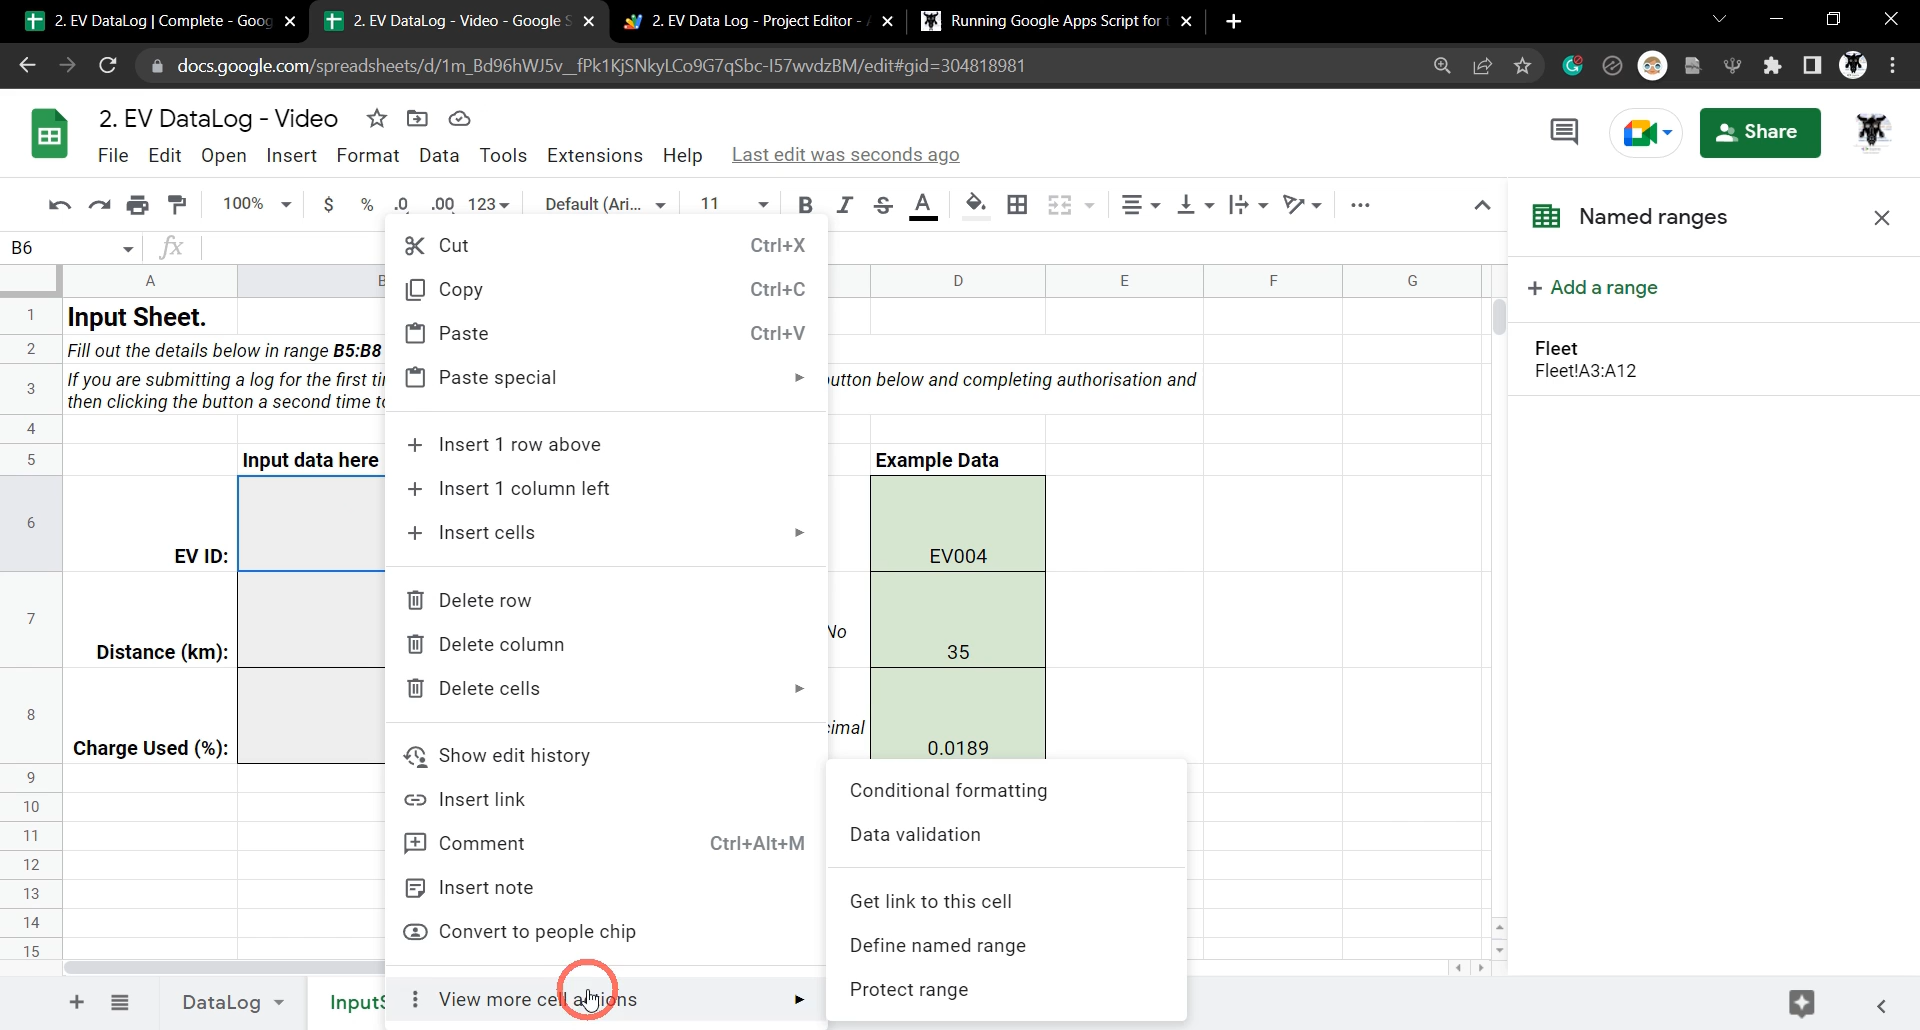 2. EV DataLog | Complete - Goog
2. EV DataLog - Video - Google S
2. EV Data Log - Project Editor - A
Running Google Apps Script for t
docs.google.com/spreadsheets/d/1m_Bd96hWJ5v__fPk1KjSNkyLCo9G7qSbc-I57wvdzBM/edit#gid=304818981
2. EV DataLog - Video
File Edit Open Insert Format Data Tools Extensions Help Last edit was seconds ago
Share
100% $ % .0 .00 123 Default (Ari... 11 B I S A
B6 fx
A B D E F G
1 Input Sheet.
2 Fill out the details below in range B5:B8
3 If you are submitting a log for the first ti utton below and completing authorisation and
then clicking the button a second time to
4
5 Input data here Example Data
6 EV ID: EV004
7 Distance (km): No 35
8 Charge Used (%): imal 0.0189
9
10
11
12
13
14
15
Cut Ctrl+X
Copy Ctrl+C
Paste Ctrl+V
Paste special
Insert 1 row above
Insert 1 column left
Insert cells
Delete row
Delete column
Delete cells
Show edit history
Insert link
Comment Ctrl+Alt+M
Insert note
Convert to people chip
View more cell actions
Conditional formatting
Data validation
Get link to this cell
Define named range
Protect range
Named ranges
+ Add a range
Fleet
Fleet!A3:A12
DataLog InputS